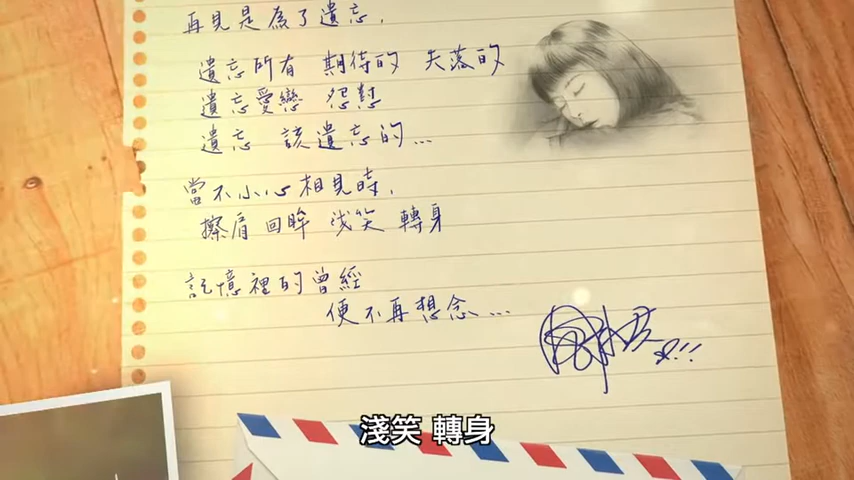 再見是為了遺忘,
遺忘所有 期待的 失落的
遺忘愛戀 怨懟
遺忘 該遺忘的...
當不小心相見時,
擦肩 回眸 淺笑 轉身
記憶裡的曾經
便不再想念...
淺笑 轉身